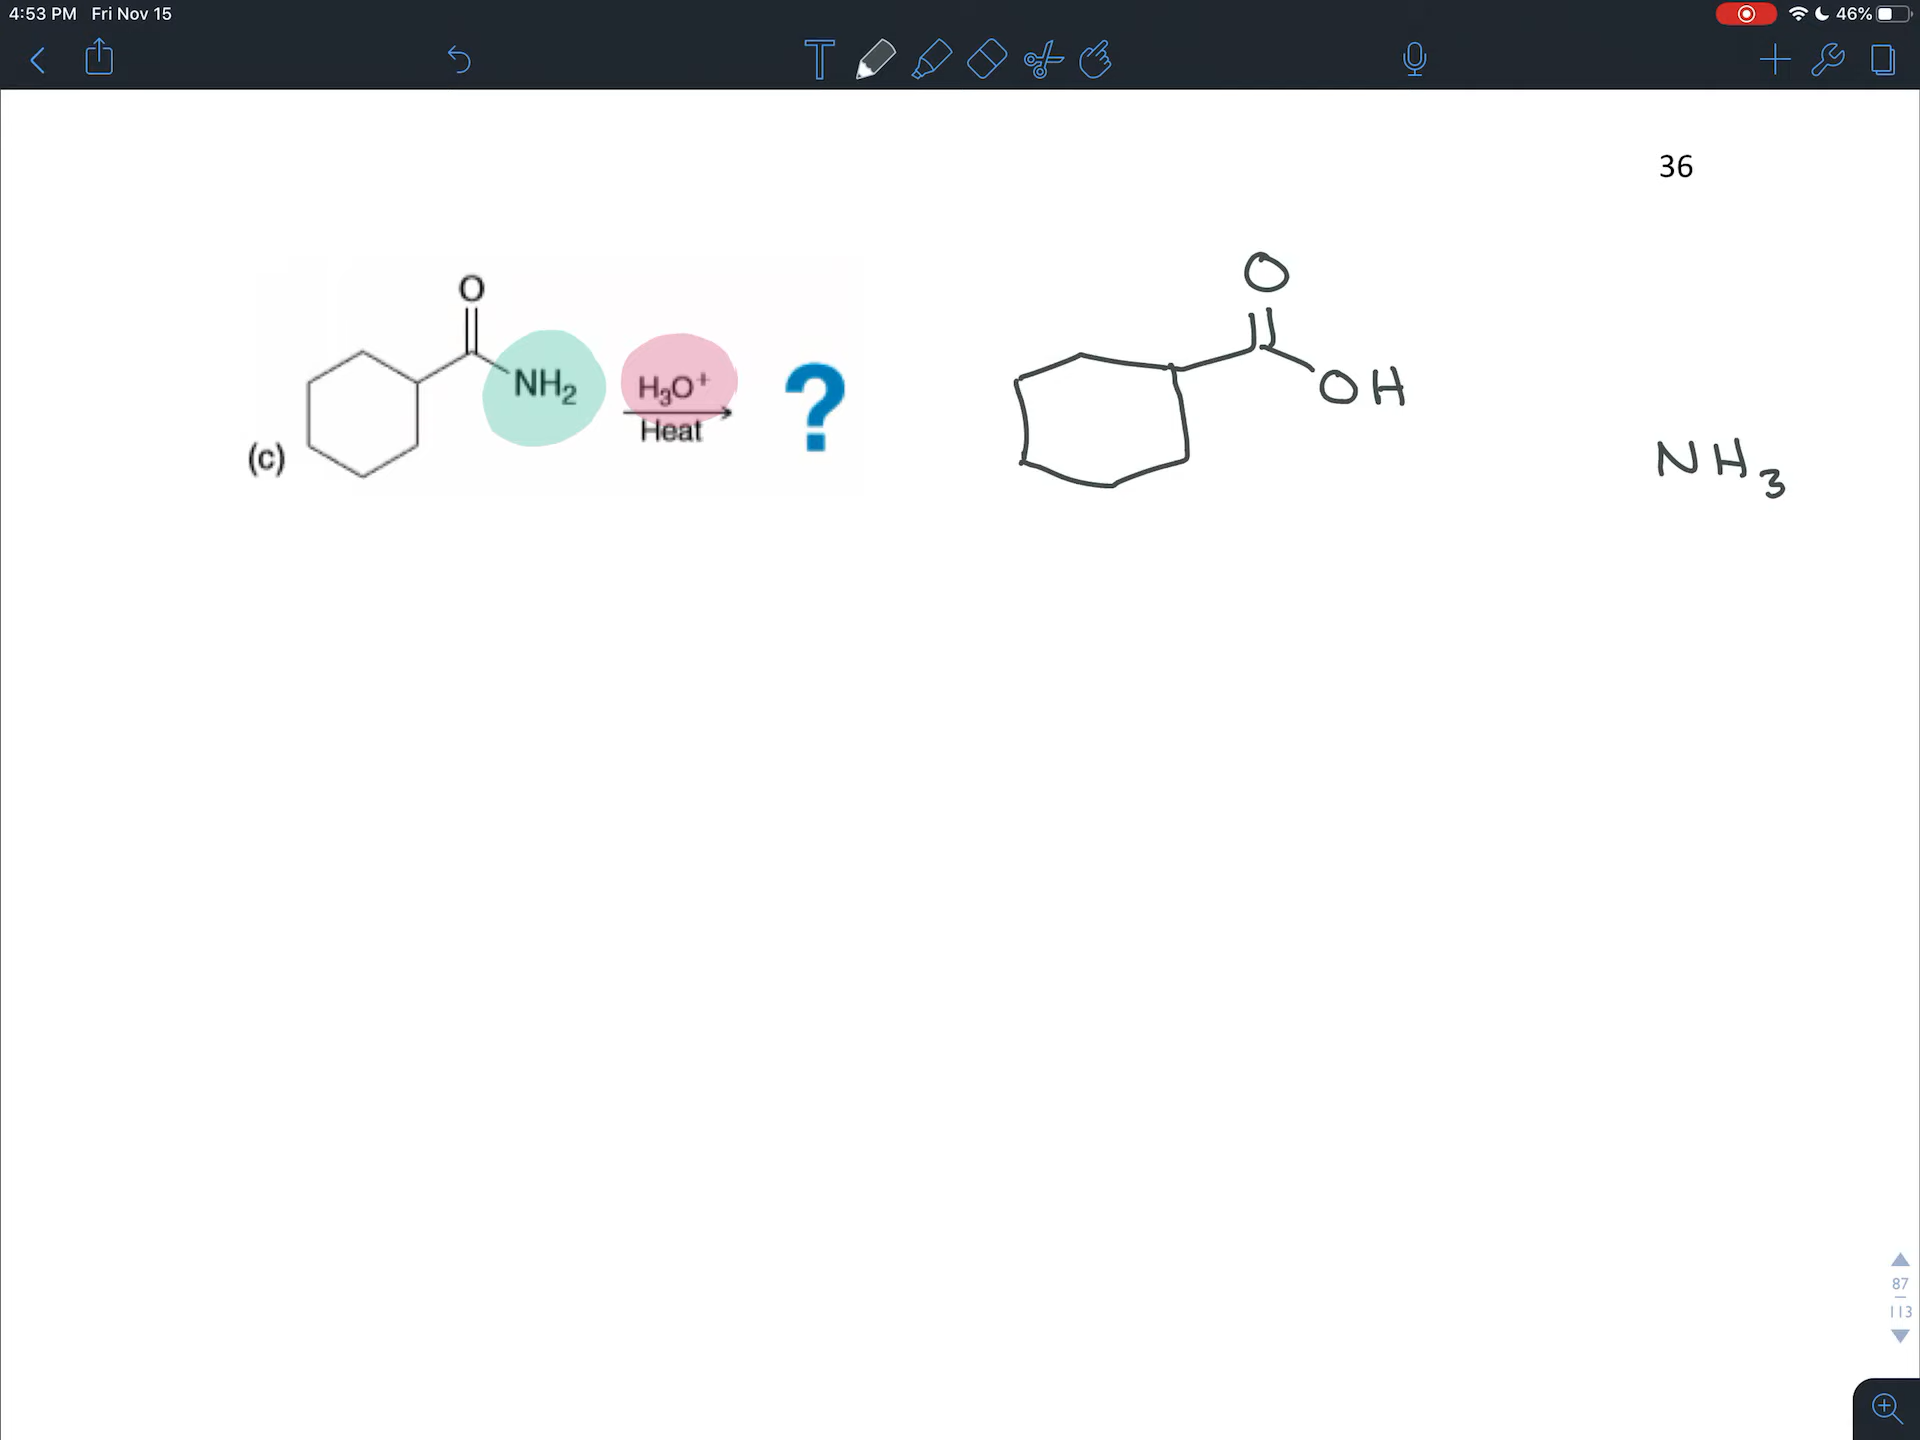 4:53 PM Fri Nov 15
46%
T
36
O
NH₂
H₃O⁺
Heat
?
(c)
O
OH
NH₃
87
113